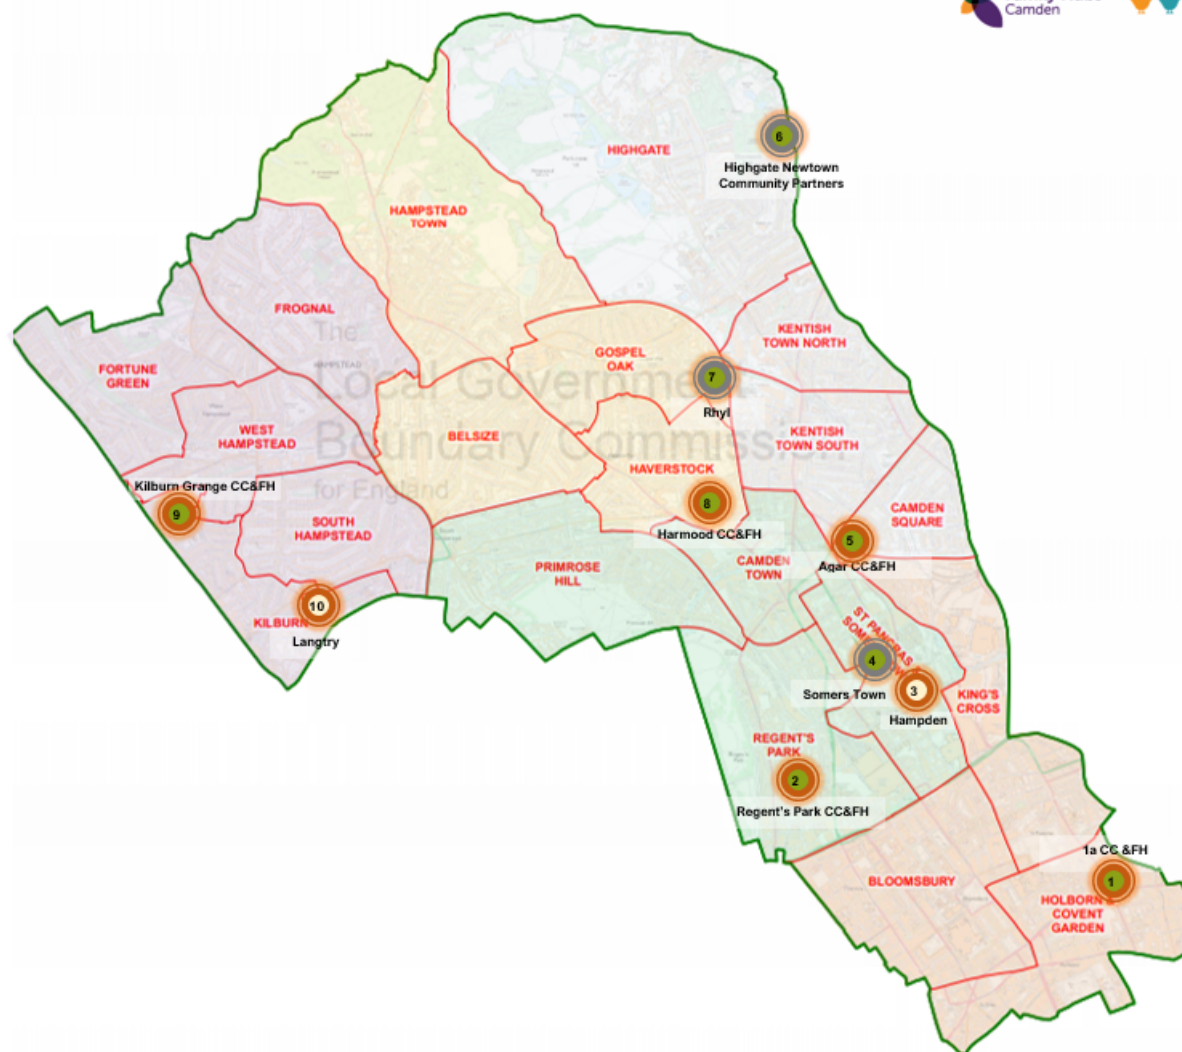 Camden
HIGHGATE
6
Highgate Newtown
Community Partners
HAMPSTEAD
TOWN
FROGNAL
The
HAMPSTEAD
KENTISH
TOWN NORTH
GOSPEL
OAK
FORTUNE
GREEN
7
Local Government
Rhyl
WEST
HAMPSTEAD
BELSIZE
KENTISH
TOWN SOUTH
Boundary Commission
HAVERSTOCK
for England
Kilburn Grange CC&FH
9
8
CAMDEN
SQUARE
SOUTH
HAMPSTEAD
Harmood CC&FH
5
Agar CC&FH
PRIMROSE
HILL
CAMDEN
TOWN
10
KILBURN
Langtry
ST PANCRAS
4
Somers Town
3
Hampden
KING'S
CROSS
REGENT'S
PARK
2
Regent's Park CC&FH
1a CC &FH
1
BLOOMSBURY
HOLBORN &
COVENT
GARDEN